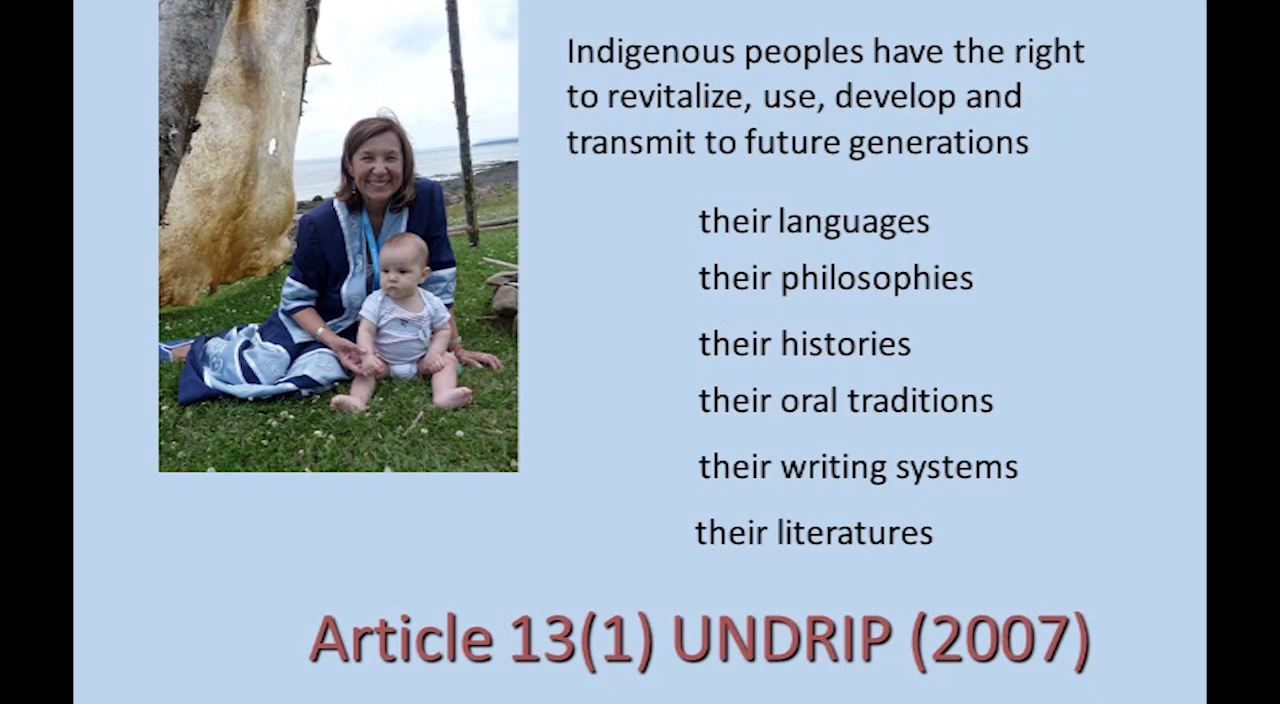 Indigenous peoples have the right
to revitalize, use, develop and
transmit to future generations
their languages
their philosophies
their histories
their oral traditions
their writing systems
their literatures
Article 13(1) UNDRIP (2007)